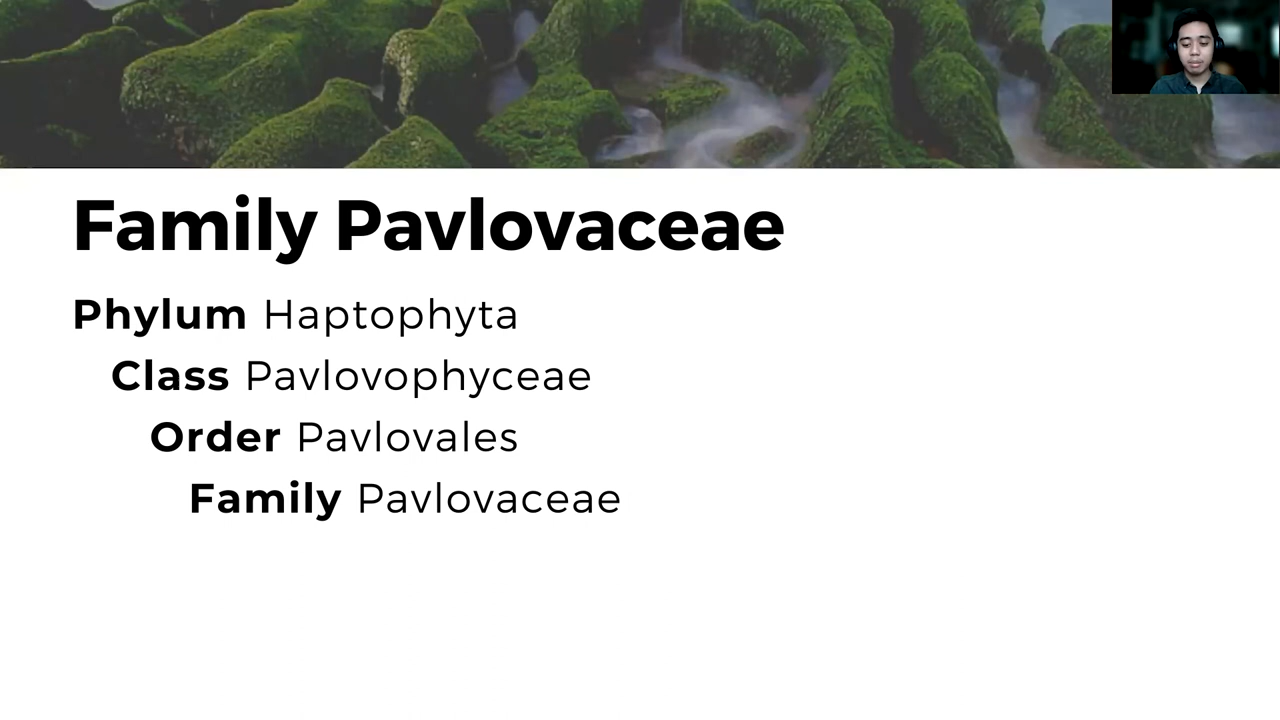 Family Pavlovaceae
Phylum Haptophyta
Class Pavlovophyceae
Order Pavlovales
Family Pavlovaceae